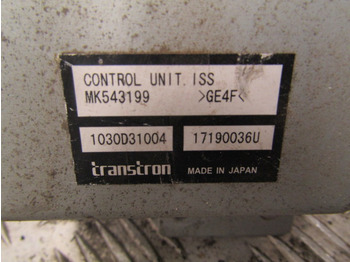 CONTROL UNIT.ISS
MK543199 >GE4F<
1030D31004 17190036U
transtron MADE IN JAPAN